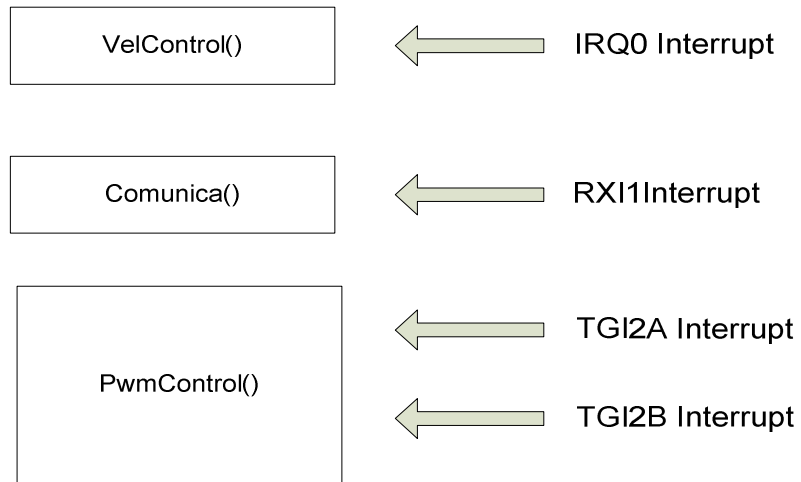 VelControl()
IRQ0 Interrupt
Comunica()
RXI1Interrupt
TGI2A Interrupt
PwmControl()
TGI2B Interrupt